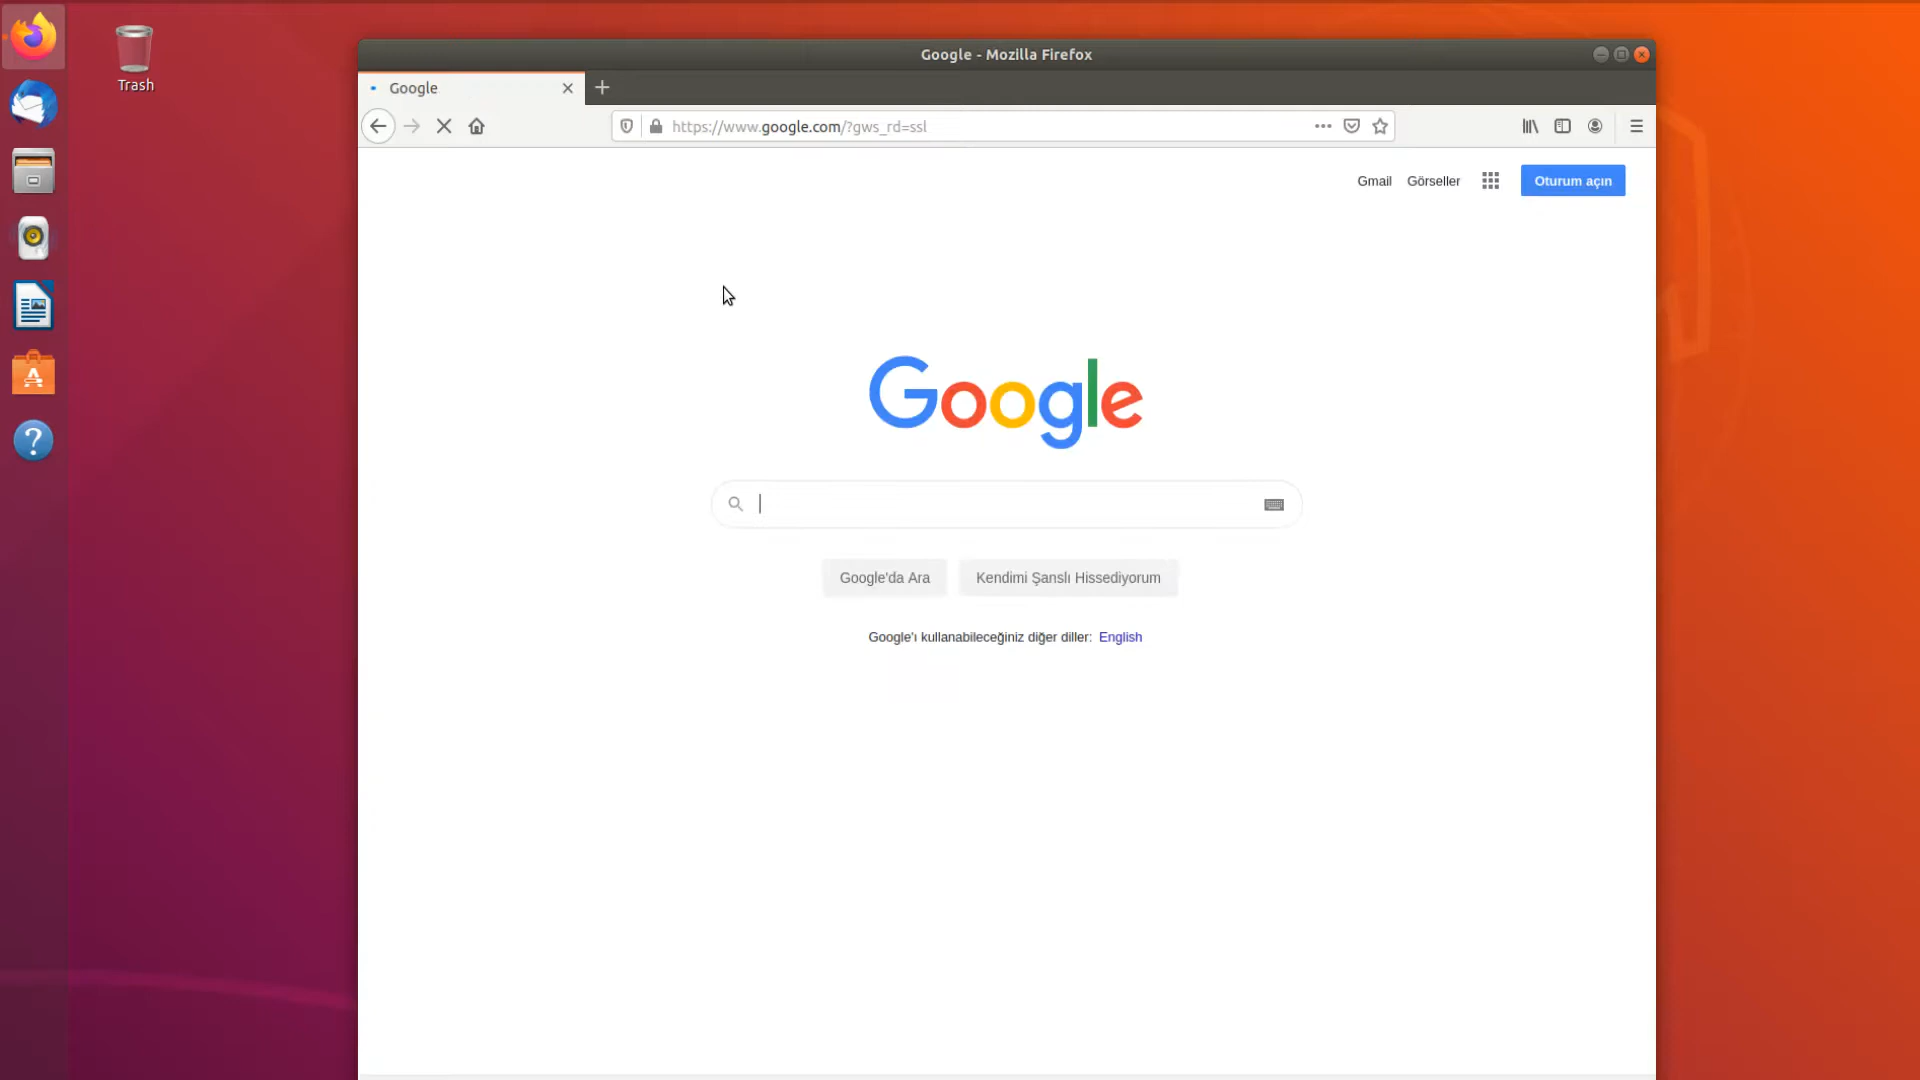 Trash
Google - Mozilla Firefox
Google
https://www.google.com/?gws_rd=ssl
Gmail Görseller Oturum açın
Google
Google'da Ara Kendimi Şanslı Hissediyorum
Google'ı kullanabileceğiniz diğer diller: English